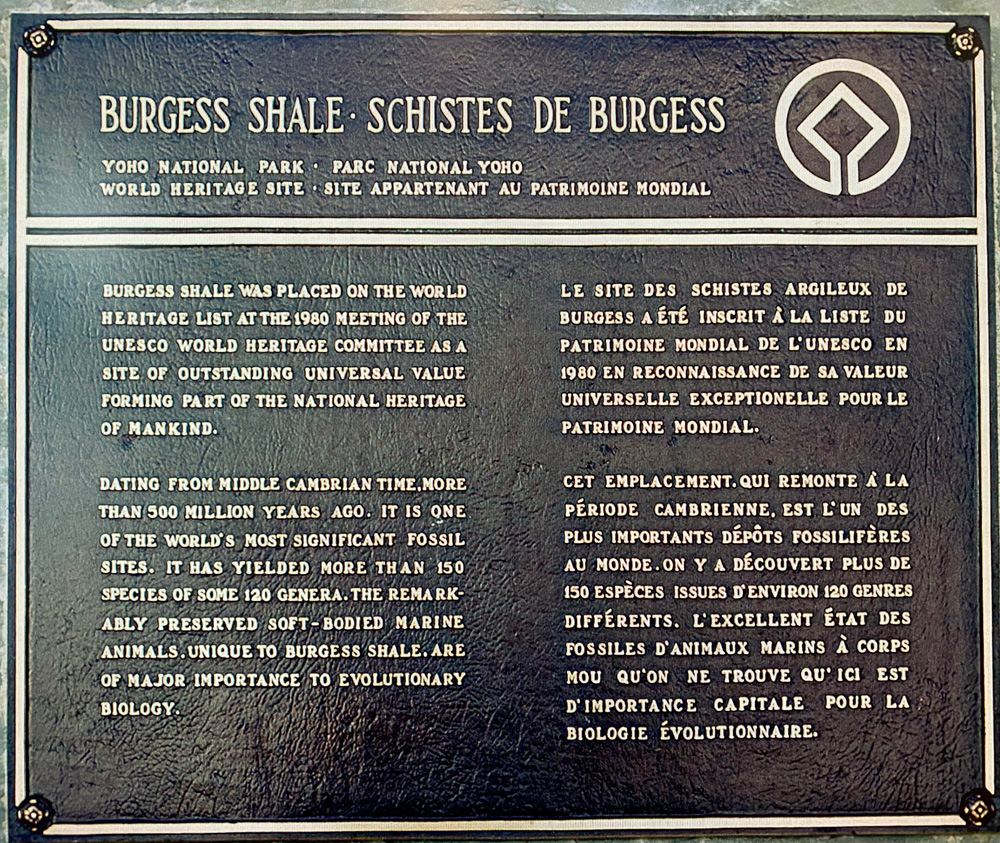 BURGESS SHALE · SCHISTES DE BURGESS
YOHO NATIONAL PARK · PARC NATIONAL YOHO
WORLD HERITAGE SITE · SITE APPARTENANT AU PATRIMOINE MONDIAL
BURGESS SHALE WAS PLACED ON THE WORLD
HERITAGE LIST AT THE 1980 MEETING OF THE
UNESCO WORLD HERITAGE COMMITTEE AS A
SITE OF OUTSTANDING UNIVERSAL VALUE
FORMING PART OF THE NATIONAL HERITAGE
OF MANKIND.
DATING FROM MIDDLE CAMBRIAN TIME, MORE
THAN 500 MILLION YEARS AGO. IT IS ONE
OF THE WORLD'S MOST SIGNIFICANT FOSSIL
SITES. IT HAS YIELDED MORE THAN 150
SPECIES OF SOME 120 GENERA. THE REMARK-
ABLY PRESERVED SOFT-BODIED MARINE
ANIMALS, UNIQUE TO BURGESS SHALE. ARE
OF MAJOR IMPORTANCE TO EVOLUTIONARY
BIOLOGY.
LE SITE DES SCHISTES ARGILEUX DE
BURGESS A ÉTÉ INSCRIT À LA LISTE DU
PATRIMOINE MONDIAL DE L'UNESCO EN
1980 EN RECONNAISSANCE DE SA VALEUR
UNIVERSELLE EXCEPTIONELLE POUR LE
PATRIMOINE MONDIAL.
CET EMPLACEMENT. QUI REMONTE À LA
PÉRIODE CAMBRIENNE, EST L'UN DES
PLUS IMPORTANTS DÉPÔTS FOSSILIFÈRES
AU MONDE. ON Y A DÉCOUVERT PLUS DE
150 ESPÈCES ISSUES D'ENVIRON 120 GENRES
DIFFÉRENTS. L'EXCELLENT ÉTAT DES
FOSSILES D'ANIMAUX MARINS À CORPS
MOU QU'ON NE TROUVE QU'ICI EST
D'IMPORTANCE CAPITALE POUR LA
BIOLOGIE ÉVOLUTIONNAIRE.